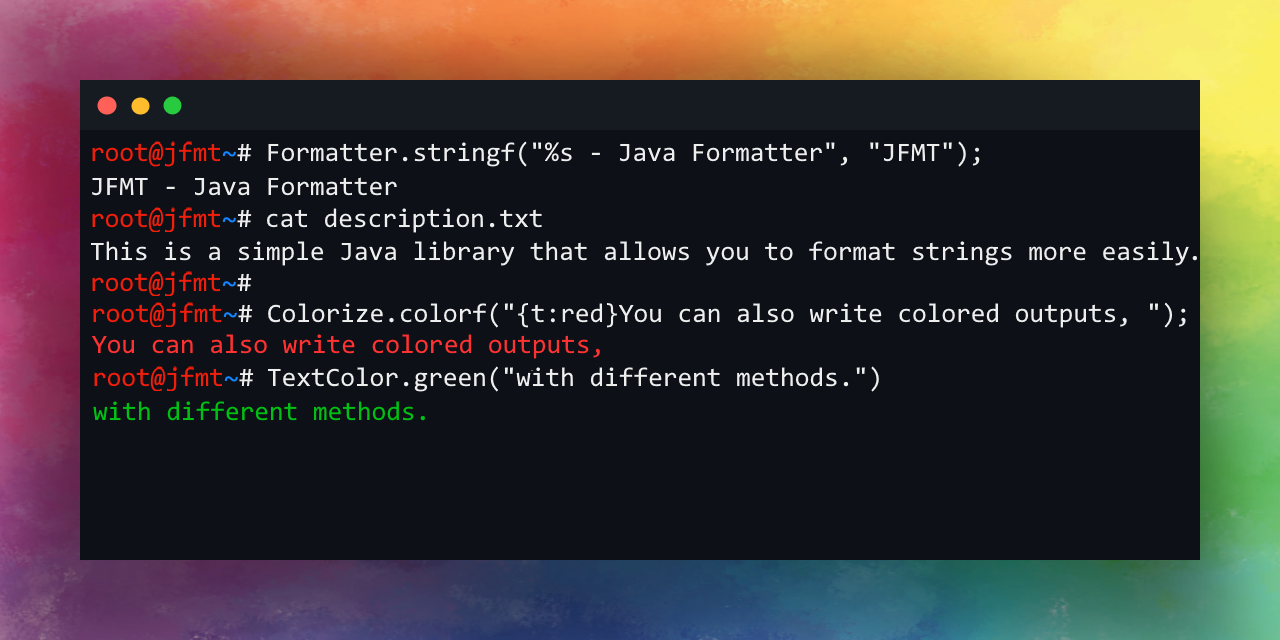 root@jfmt~# Formatter.stringf("%s - Java Formatter", "JFMT");
JFMT - Java Formatter
root@jfmt~# cat description.txt
This is a simple Java library that allows you to format strings more easily.
root@jfmt~#
root@jfmt~# Colorize.colorf("{t:red}You can also write colored outputs, ");
You can also write colored outputs,
root@jfmt~# TextColor.green("with different methods.")
with different methods.